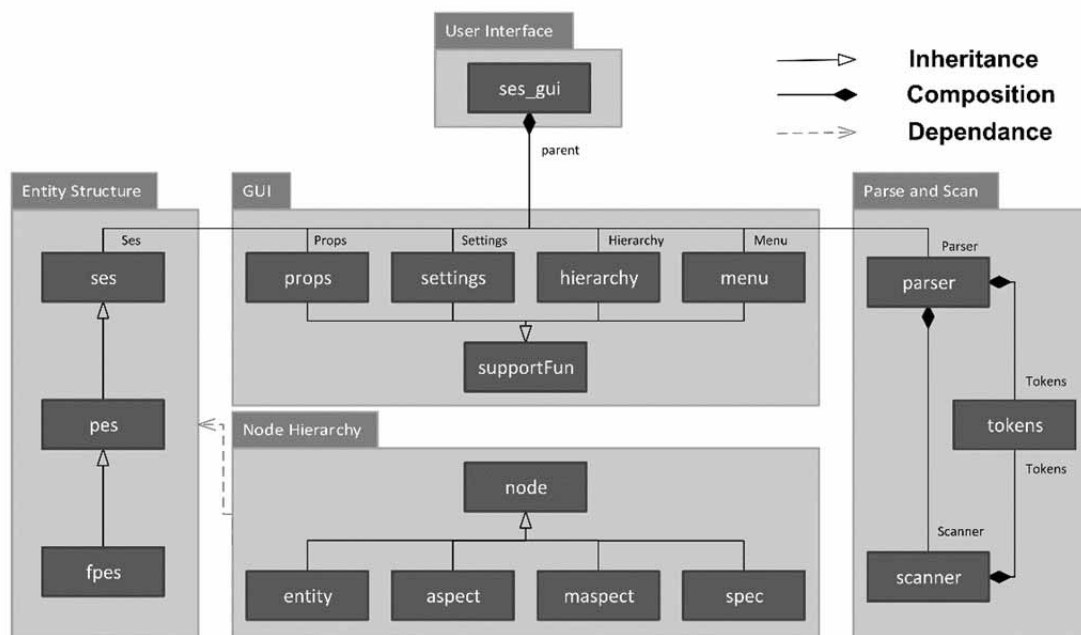 User Interface
ses_gui
Inheritance
Composition
Dependance
parent
Entity Structure
GUI
Parse and Scan
Ses
Props
Settings
Hierarchy
Menu
Parser
ses
props
settings
hierarchy
menu
parser
supportFun
Tokens
pes
tokens
Node Hierarchy
Tokens
node
Scanner
fpes
entity
aspect
maspect
spec
scanner